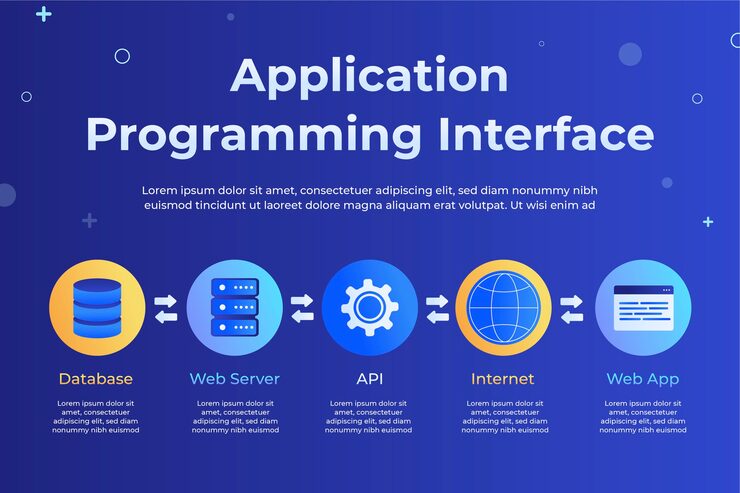 Application
Programming Interface
Lorem ipsum dolor sit amet, consectetuer adipiscing elit, sed diam nonummy nibh
euismod tincidunt ut laoreet dolore magna aliquam erat volutpat. Ut wisi enim ad
Database
Lorem ipsum dolor sit
amet, consectetuer
adipiscing elit, sed diam
nonummy nibh euismod
Web Server
Lorem ipsum dolor sit
amet, consectetuer
adipiscing elit, sed diam
nonummy nibh euismod
API
Lorem ipsum dolor sit
amet, consectetuer
adipiscing elit, sed diam
nonummy nibh euismod
Internet
Lorem ipsum dolor sit
amet, consectetuer
adipiscing elit, sed diam
nonummy nibh euismod
Web App
Lorem ipsum dolor sit
amet, consectetuer
adipiscing elit, sed diam
nonummy nibh euismod